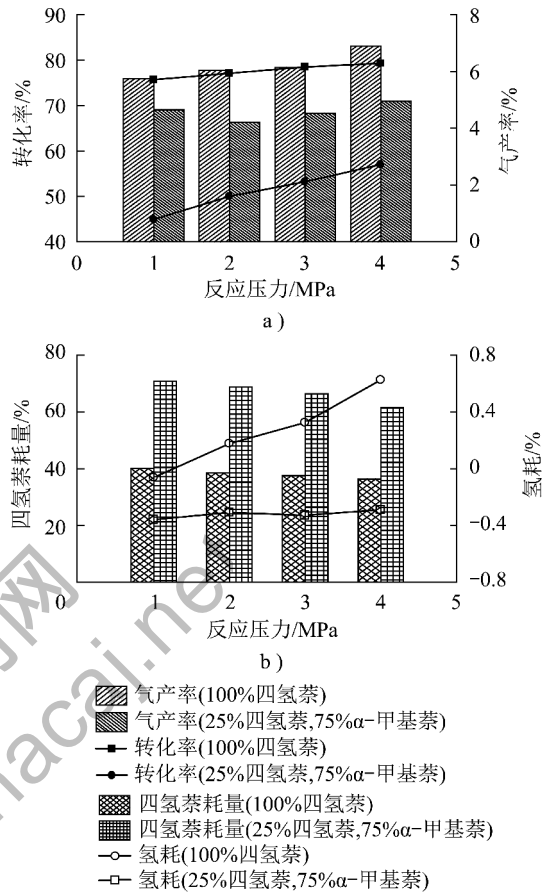 90
80
70
60
50
40
转化率/%
8
6
4
2
0
气产率/%
0 1 2 3 4 5
反应压力/MPa
a )
80
60
40
20
0
四氢萘耗量/%
0.8
0.4
0
−0.4
−0.8
氢耗/%
1 2 3 4 5
反应压力/MPa
b )
气产率(100%四氢萘)
气产率(25%四氢萘,75%α-甲基萘)
转化率(100%四氢萘)
转化率(25%四氢萘,75%α-甲基萘)
四氢萘耗量(100%四氢萘)
四氢萘耗量(25%四氢萘,75%α-甲基萘)
氢耗(100%四氢萘)
氢耗(25%四氢萘,75%α-甲基萘)